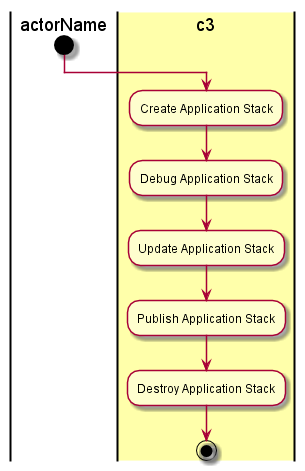 actorName
c3
Create Application Stack
Debug Application Stack
Update Application Stack
Publish Application Stack
Destroy Application Stack